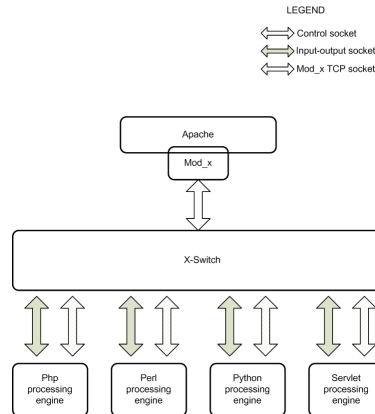 LEGEND
Control socket
Input-output socket
Mod_x TCP socket
Apache
Mod_x
X-Switch
Php
processing
engine
Perl
processing
engine
Python
processing
engine
Servlet
processing
engine